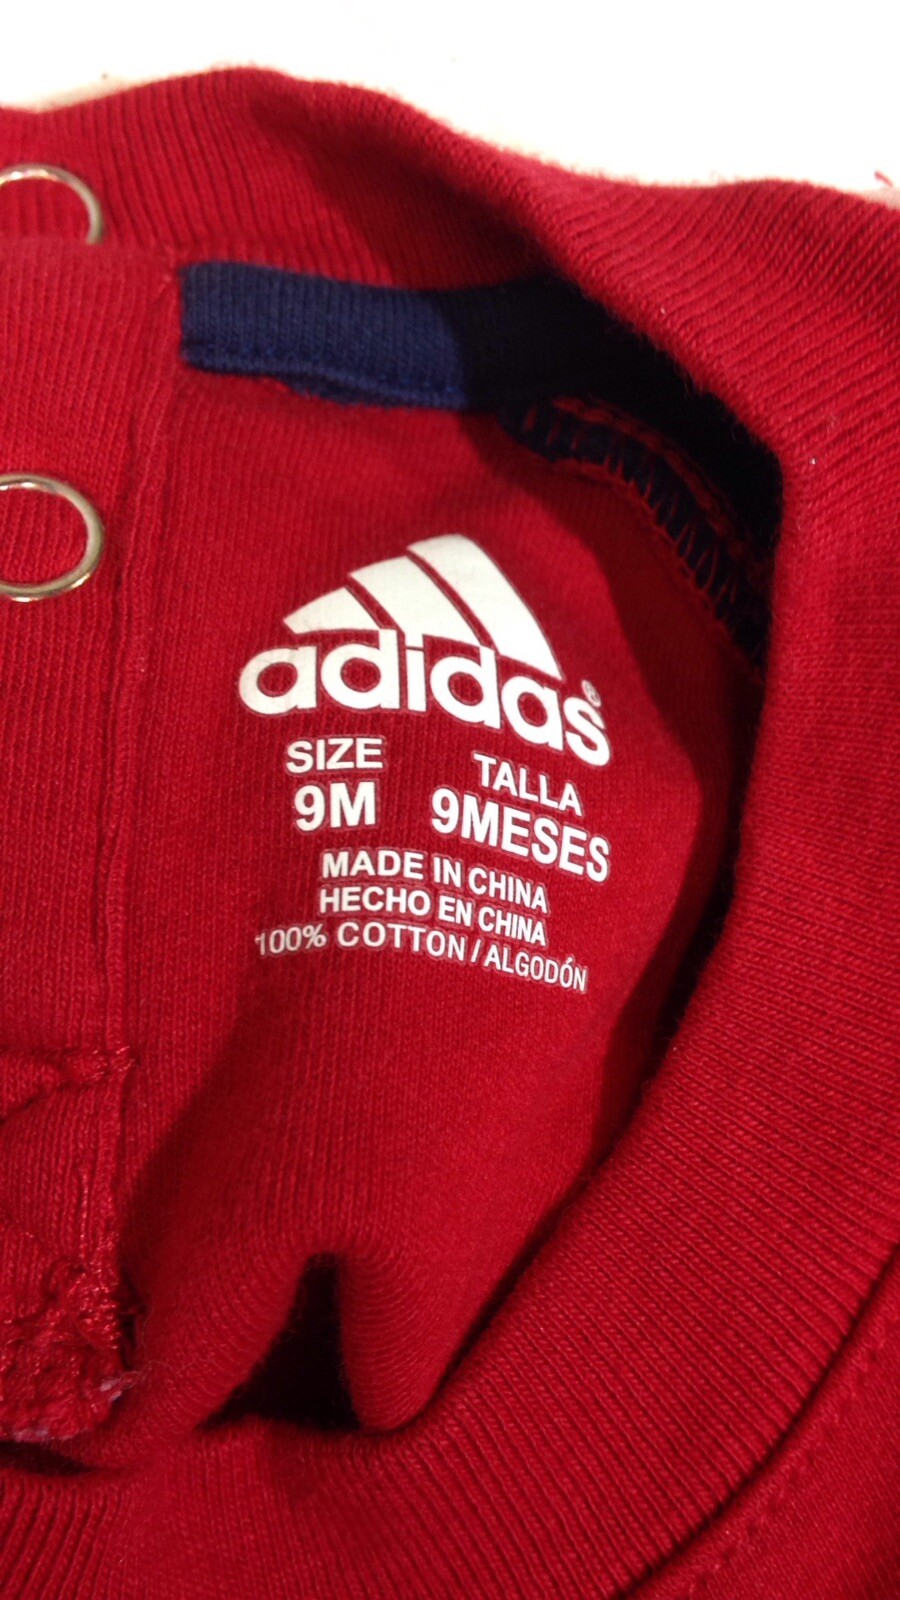 adidas®
SIZE TALLA
9M 9MESES
MADE IN CHINA
HECHO EN CHINA
100% COTTON / ALGODÓN